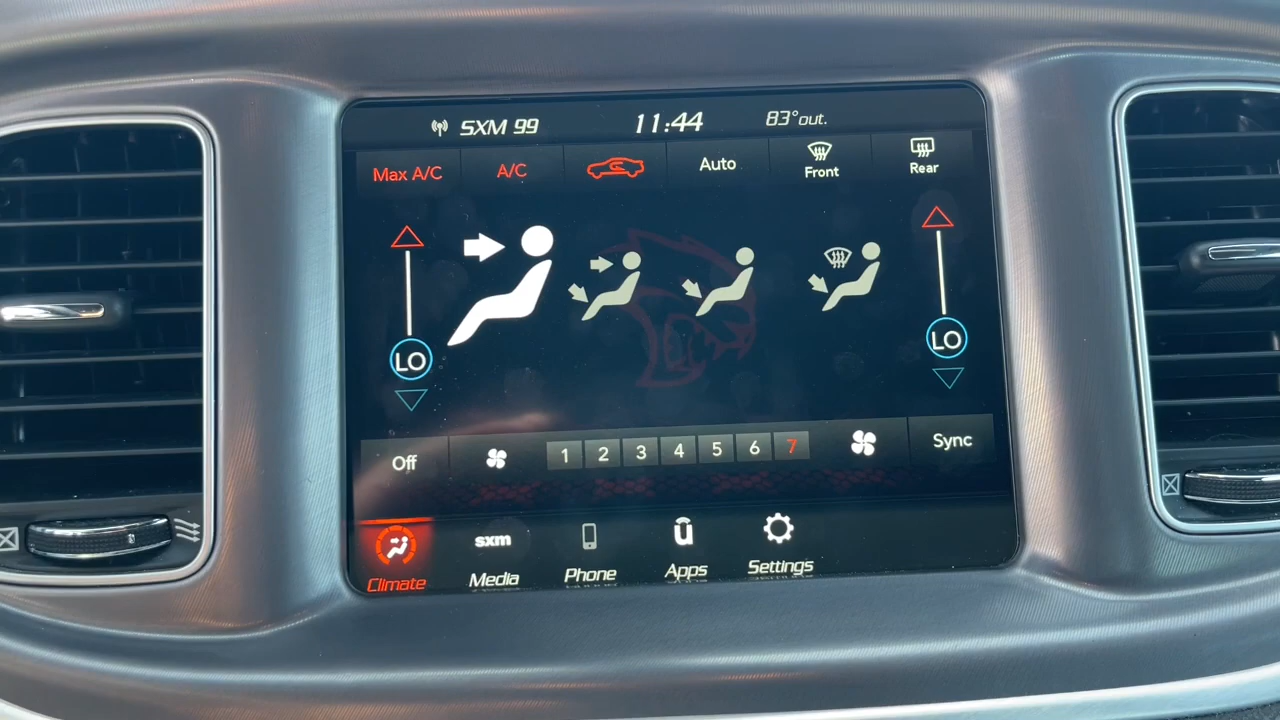 SXM 99 11:44 83°out.
Max A/C A/C Auto Front Rear
LO LO
Off 1 2 3 4 5 6 7 Sync
sxm ū
Climate Media Phone Apps Settings